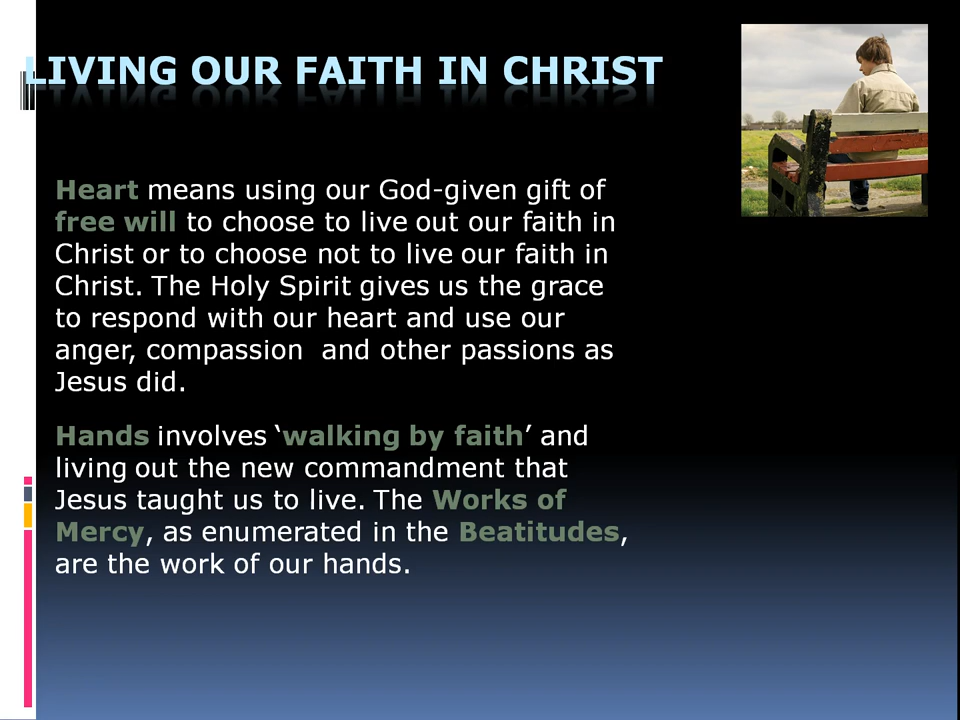 LIVING OUR FAITH IN CHRIST
Heart means using our God-given gift of
free will to choose to live out our faith in
Christ or to choose not to live our faith in
Christ. The Holy Spirit gives us the grace
to respond with our heart and use our
anger, compassion  and other passions as
Jesus did.
Hands involves ‘walking by faith’ and
living out the new commandment that
Jesus taught us to live. The Works of
Mercy, as enumerated in the Beatitudes,
are the work of our hands.